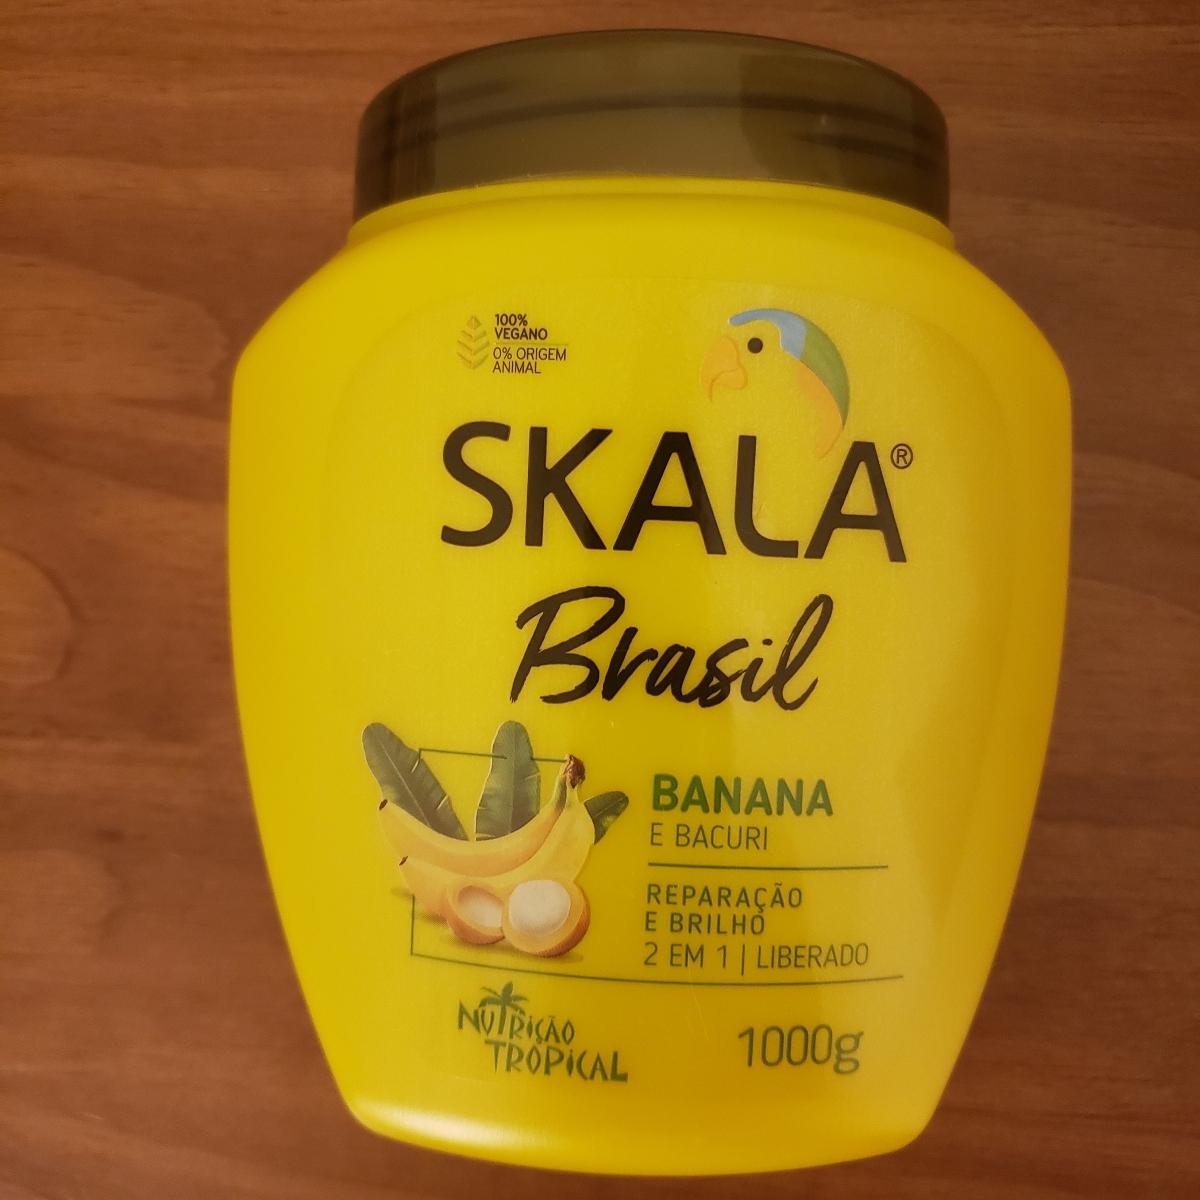 100%
VEGANO
0% ORIGEM
ANIMAL
SKALA®
Brasil
BANANA
E BACURI
REPARAÇÃO
E BRILHO
2 EM 1 | LIBERADO
NUTRIÇÃO
TROPICAL
1000g